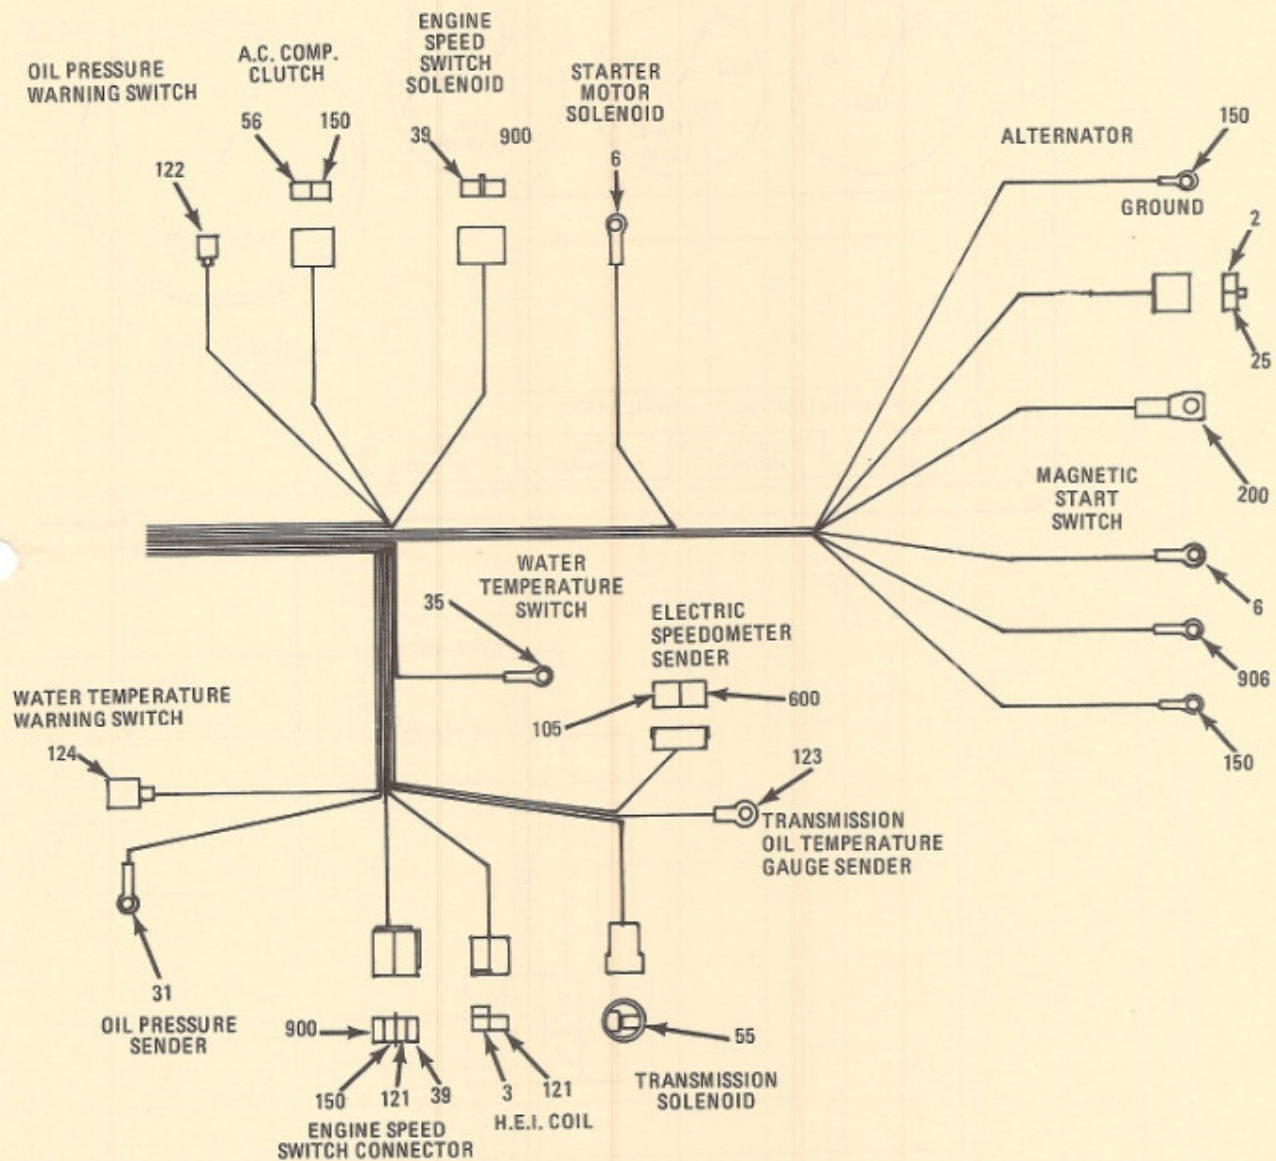 ENGINE
SPEED
SWITCH
SOLENOID
A.C. COMP.
CLUTCH
OIL PRESSURE
WARNING SWITCH
STARTER
MOTOR
SOLENOID
56
150
39
900
6
122
ALTERNATOR
150
GROUND
2
25
200
MAGNETIC
START
SWITCH
6
906
150
WATER
TEMPERATURE
SWITCH
35
ELECTRIC
SPEEDOMETER
SENDER
105
600
WATER TEMPERATURE
WARNING SWITCH
124
123
TRANSMISSION
OIL TEMPERATURE
GAUGE SENDER
31
OIL PRESSURE
SENDER
900
150
121
39
ENGINE SPEED
SWITCH CONNECTOR
3
121
H.E.I. COIL
55
TRANSMISSION
SOLENOID